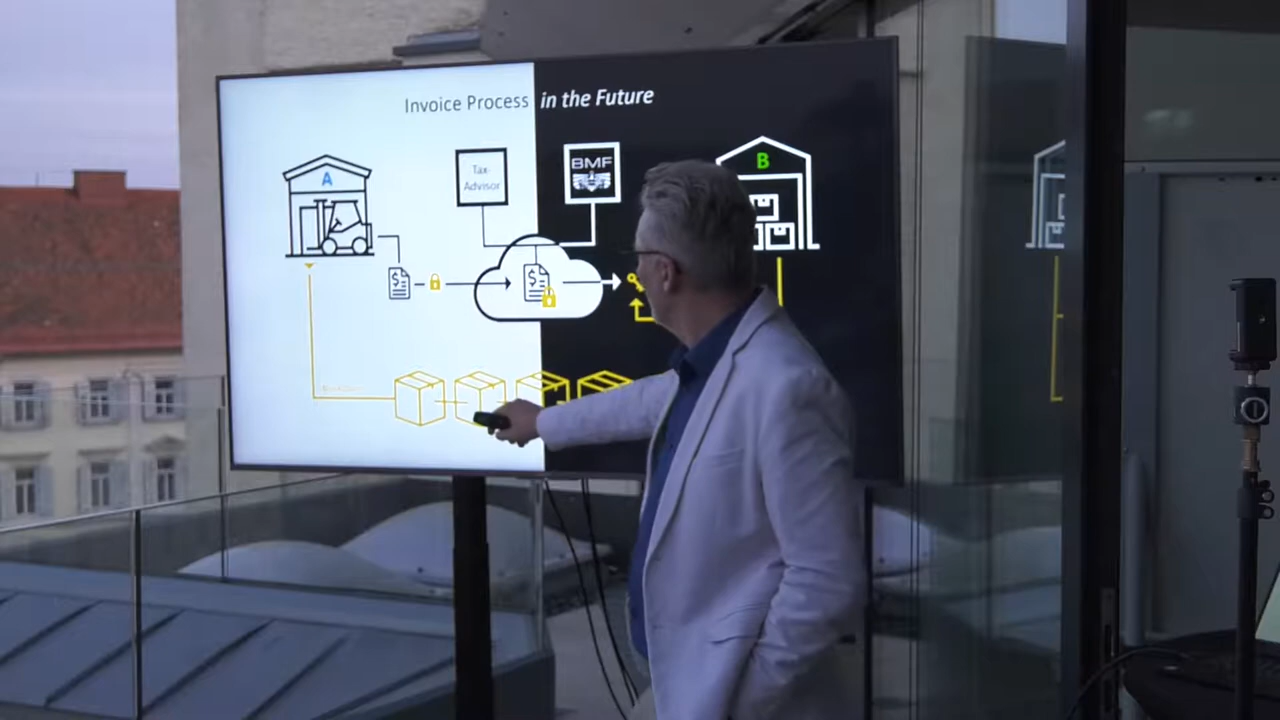 Invoice Process in the Future
A
Tax-
Advisor
BMF
B
$
$